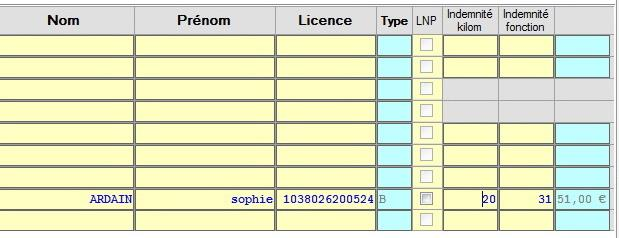 Nom Prénom Licence Type LNP Indemnité kilom Indemnité fonction
ARDAIN sophie 1038026200524 B 20 31 51,00 €